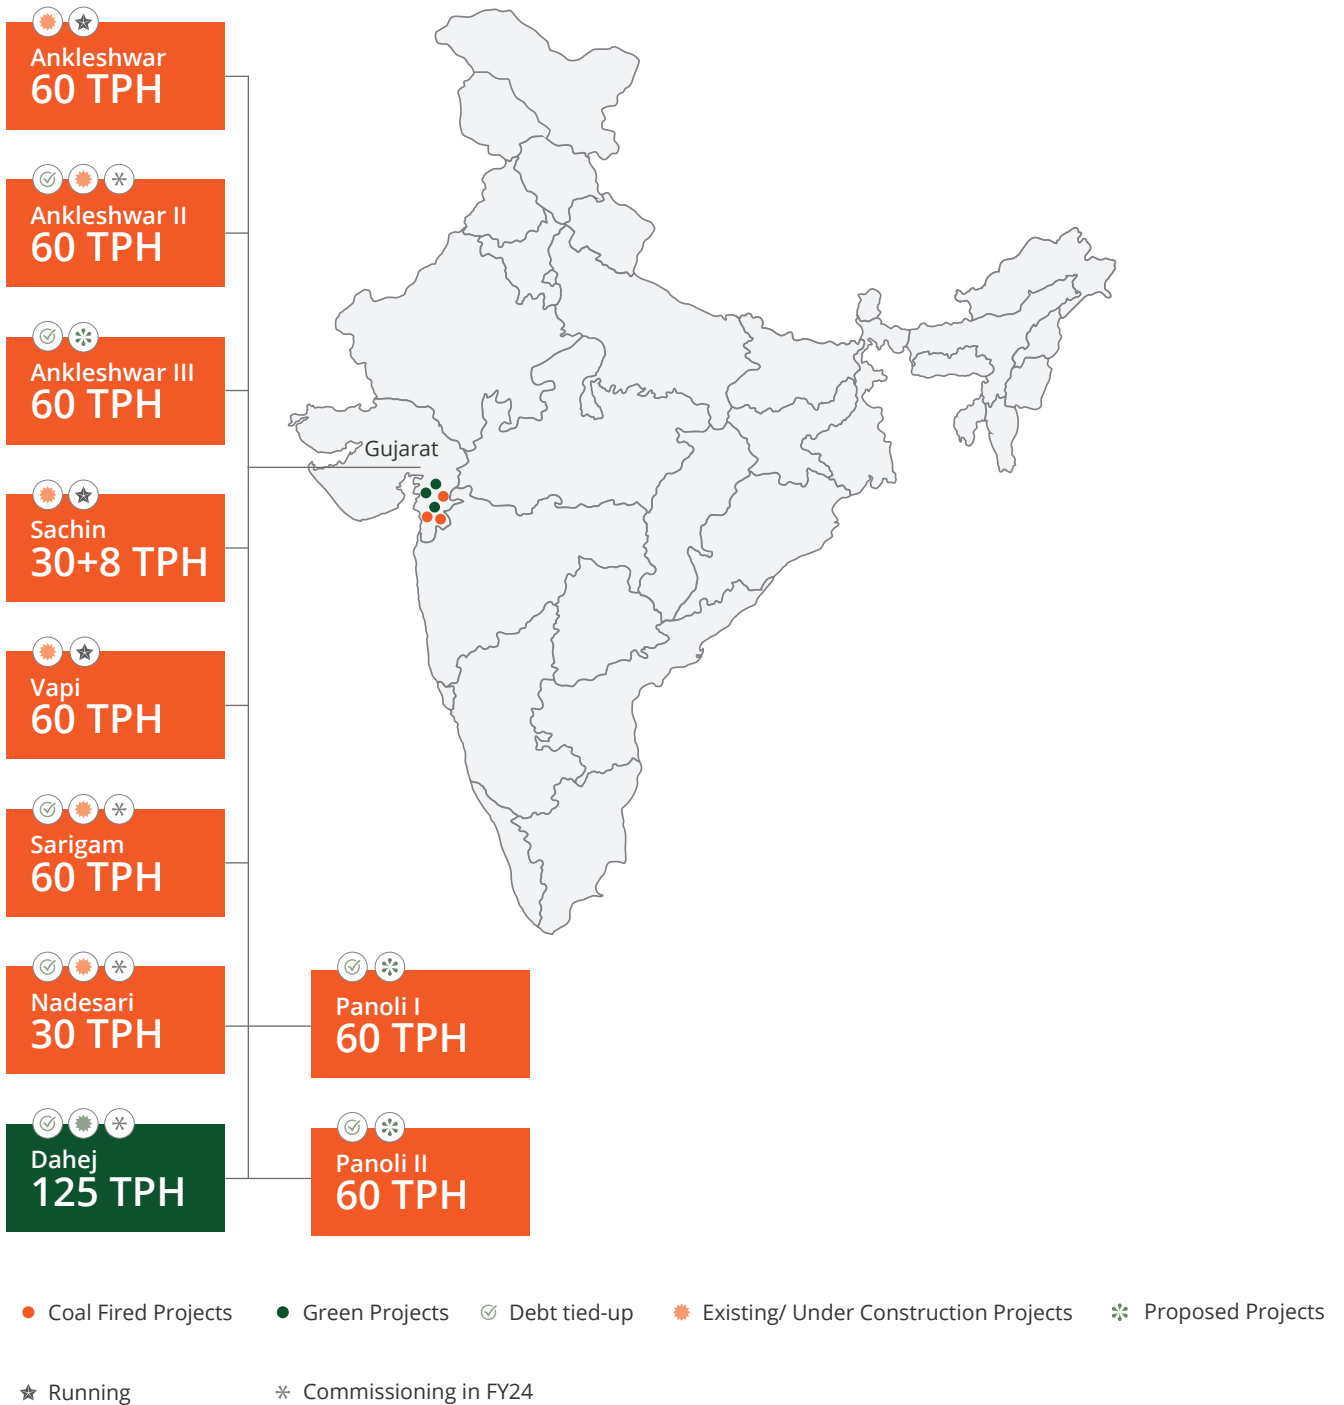 Ankleshwar
60 TPH
Ankleshwar II
60 TPH
Ankleshwar III
60 TPH
Sachin
30+8 TPH
Vapi
60 TPH
Sarigam
60 TPH
Nadesari
30 TPH
Dahej
125 TPH
Gujarat
Panoli I
60 TPH
Panoli II
60 TPH
Coal Fired Projects
Green Projects
Debt tied-up
Existing/ Under Construction Projects
Proposed Projects
Running
Commissioning in FY24